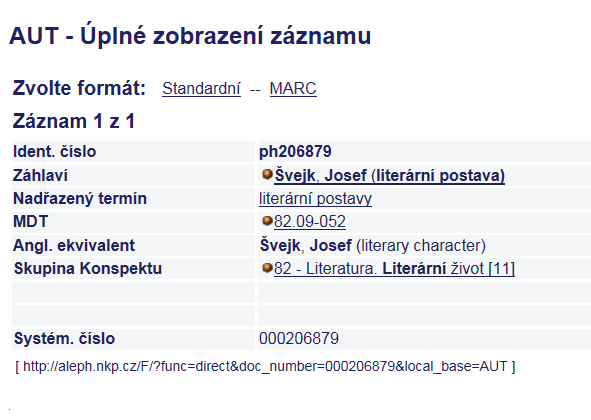 AUT - Úplné zobrazení záznamu
Zvolte formát: Standardní -- MARC
Záznam 1 z 1
Ident. číslo ph206879
Záhlaví Švejk, Josef (literární postava)
Nadřazený termín literární postavy
MDT 82.09-052
Angl. ekvivalent Švejk, Josef (literary character)
Skupina Konspektu 82 - Literatura. Literární život [11]
Systém. číslo 000206879
[ http://aleph.nkp.cz/F/?func=direct&doc_number=000206879&local_base=AUT ]